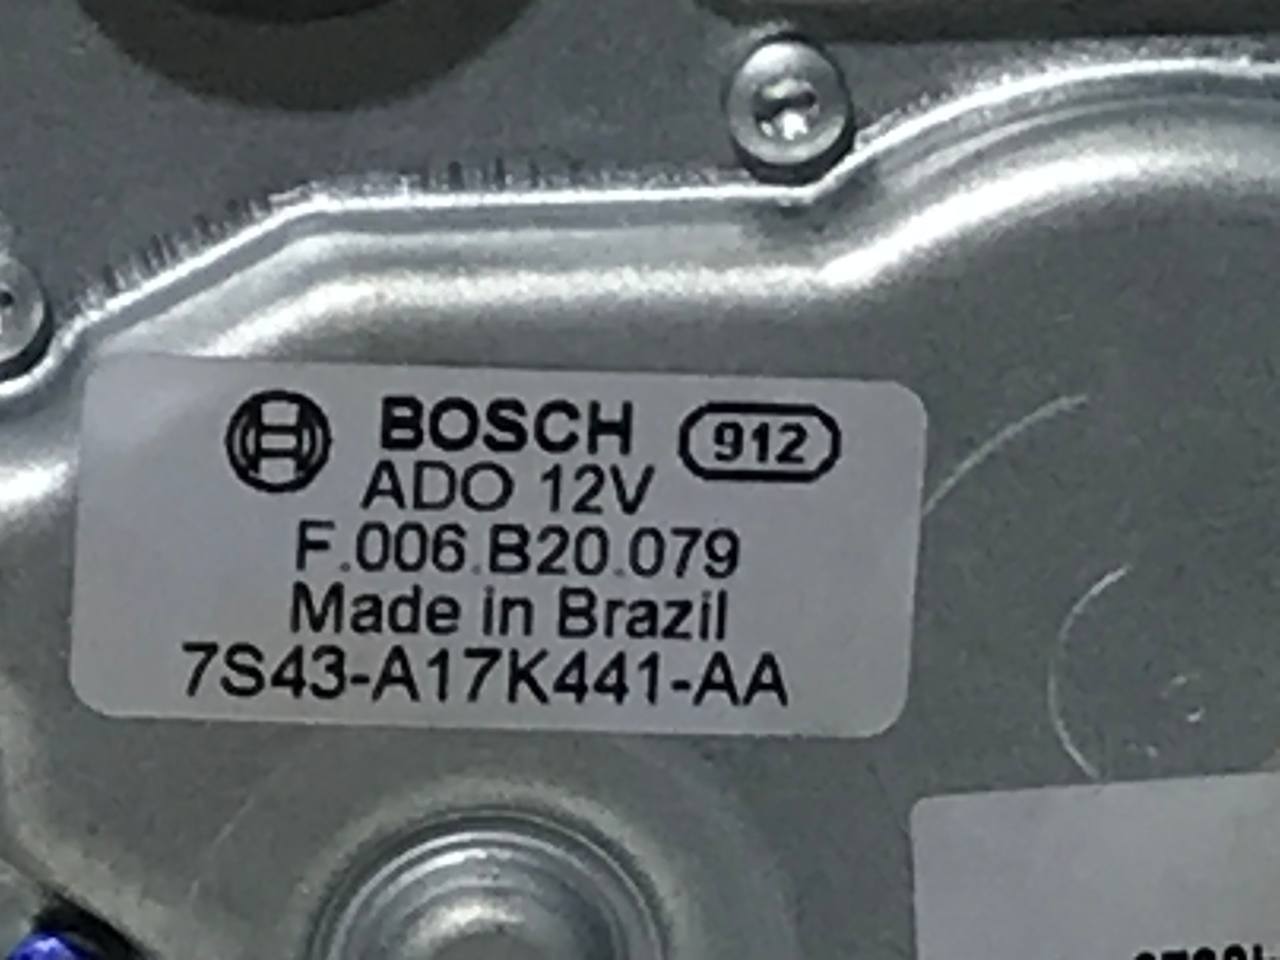 BOSCH 912
ADO 12V
F.006.B20.079
Made in Brazil
7S43-A17K441-AA